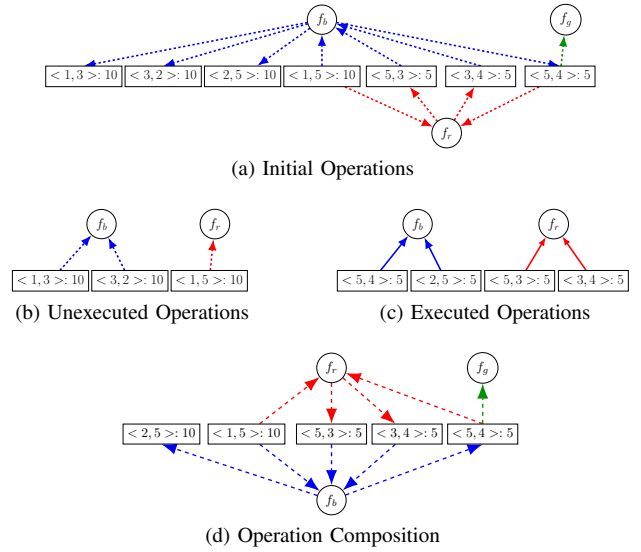 f_b
f_g
< 1, 3 >: 10 < 3, 2 >: 10 < 2, 5 >: 10 < 1, 5 >: 10 < 5, 3 >: 5 < 3, 4 >: 5 < 5, 4 >: 5
f_r
(a) Initial Operations
f_b f_r
< 1, 3 >: 10 < 3, 2 >: 10 < 1, 5 >: 10
(b) Unexecuted Operations
f_b f_r
< 5, 4 >: 5 < 2, 5 >: 5 < 5, 3 >: 5 < 3, 4 >: 5
(c) Executed Operations
f_r f_g
< 2, 5 >: 10 < 1, 5 >: 10 < 5, 3 >: 5 < 3, 4 >: 5 < 5, 4 >: 5
f_b
(d) Operation Composition